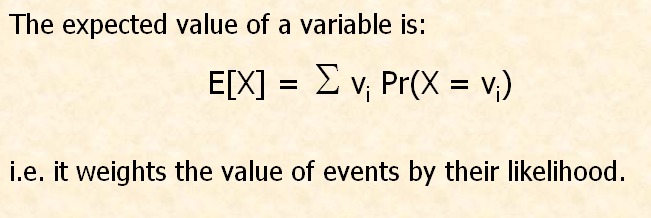 The expected value of a variable is:
E[X] = Σ vᵢ Pr(X = vᵢ)
i.e. it weights the value of events by their likelihood.